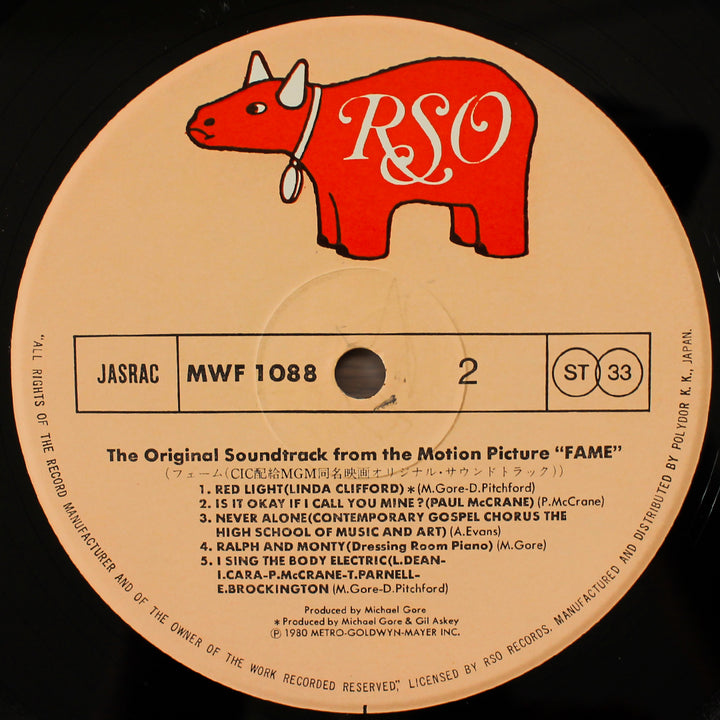 RSO
JASRAC
MWF 1088
2
ST 33
The Original Soundtrack from the Motion Picture “FAME”
(フェーム(CIC配給MGM同名映画オリジナル・サウンドトラック))
1. RED LIGHT(LINDA CLIFFORD) *(M.Gore-D.Pitchford)
2. IS IT OKAY IF I CALL YOU MINE?(PAUL McCRANE) (P.McCrane)
3. NEVER ALONE(CONTEMPORARY GOSPEL CHORUS THE
HIGH SCHOOL OF MUSIC AND ART) (A.Evans)
4. RALPH AND MONTY(Dressing Room Piano) (M.Gore)
5. I SING THE BODY ELECTRIC(L.DEAN-
I.CARA-P.McCRANE-T.PARNELL-
E.BROCKINGTON (M.Gore-D.Pitchford)
Produced by Michael Gore
* Produced by Michael Gore & Gil Askey
Ⓟ 1980 METRO-GOLDWYN-MAYER INC.
“ALL RIGHTS OF THE RECORD MANUFACTURER AND OF THE OWNER OF THE WORK RECORDED RESERVED,” LICENSED BY RSO RECORDS. MANUFACTURED AND DISTRIBUTED BY POLYDOR K. K., JAPAN.